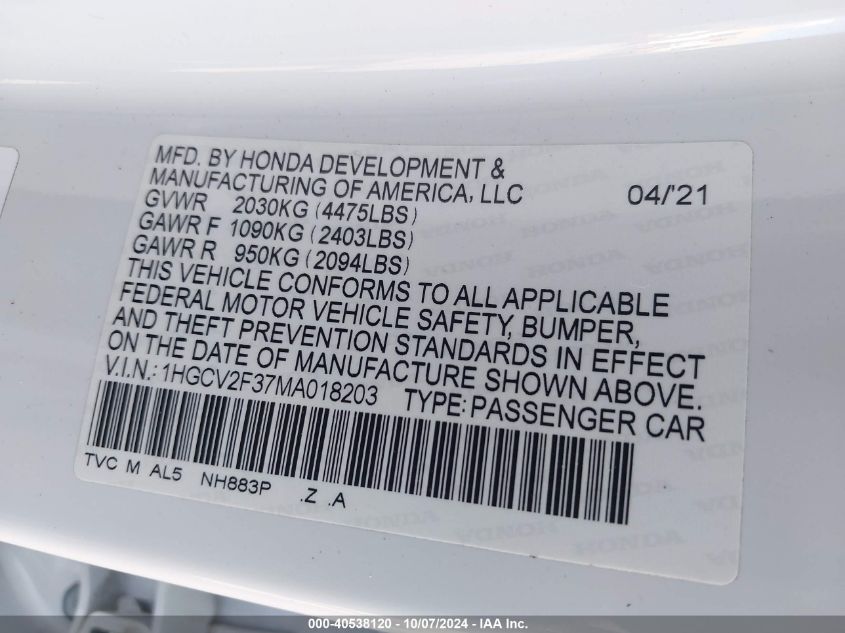 MFD. BY HONDA DEVELOPMENT &
MANUFACTURING OF AMERICA, LLC 04/'21
GVWR 2030KG (4475LBS)
GAWR F 1090KG (2403LBS)
GAWR R 950KG (2094LBS)
THIS VEHICLE CONFORMS TO ALL APPLICABLE
FEDERAL MOTOR VEHICLE SAFETY, BUMPER,
AND THEFT PREVENTION STANDARDS IN EFFECT
ON THE DATE OF MANUFACTURE SHOWN ABOVE.
V.I.N.: 1HGCV2F37MA018203 TYPE: PASSENGER CAR
TVC M AL5 NH883P .Z .A
HONDA
000-40538120 - 10/07/2024 - IAA Inc.